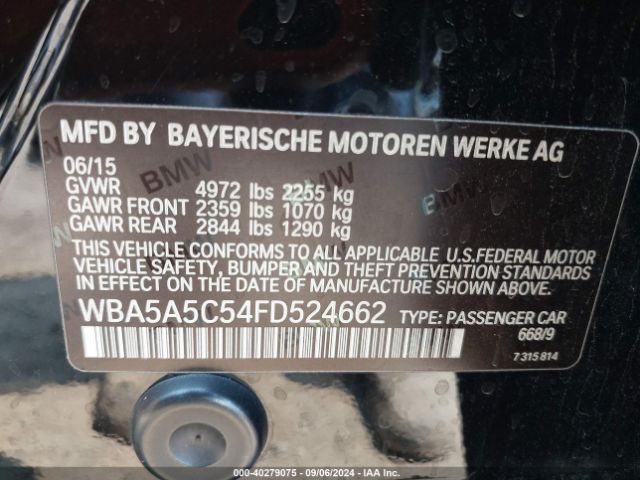 MFD BY BAYERISCHE MOTOREN WERKE AG
06/15
GVWR 4972 lbs 2255 kg
GAWR FRONT 2359 lbs 1070 kg
GAWR REAR 2844 lbs 1290 kg
THIS VEHICLE CONFORMS TO ALL APPLICABLE U.S.FEDERAL MOTOR
VEHICLE SAFETY, BUMPER AND THEFT PREVENTION STANDARDS
IN EFFECT ON THE DATE OF MANUFACTURE SHOWN ABOVE.
WBA5A5C54FD524662 TYPE: PASSENGER CAR
668/9
7 315 814
BMW
BMW
000-40279075 - 09/06/2024 - IAA Inc.